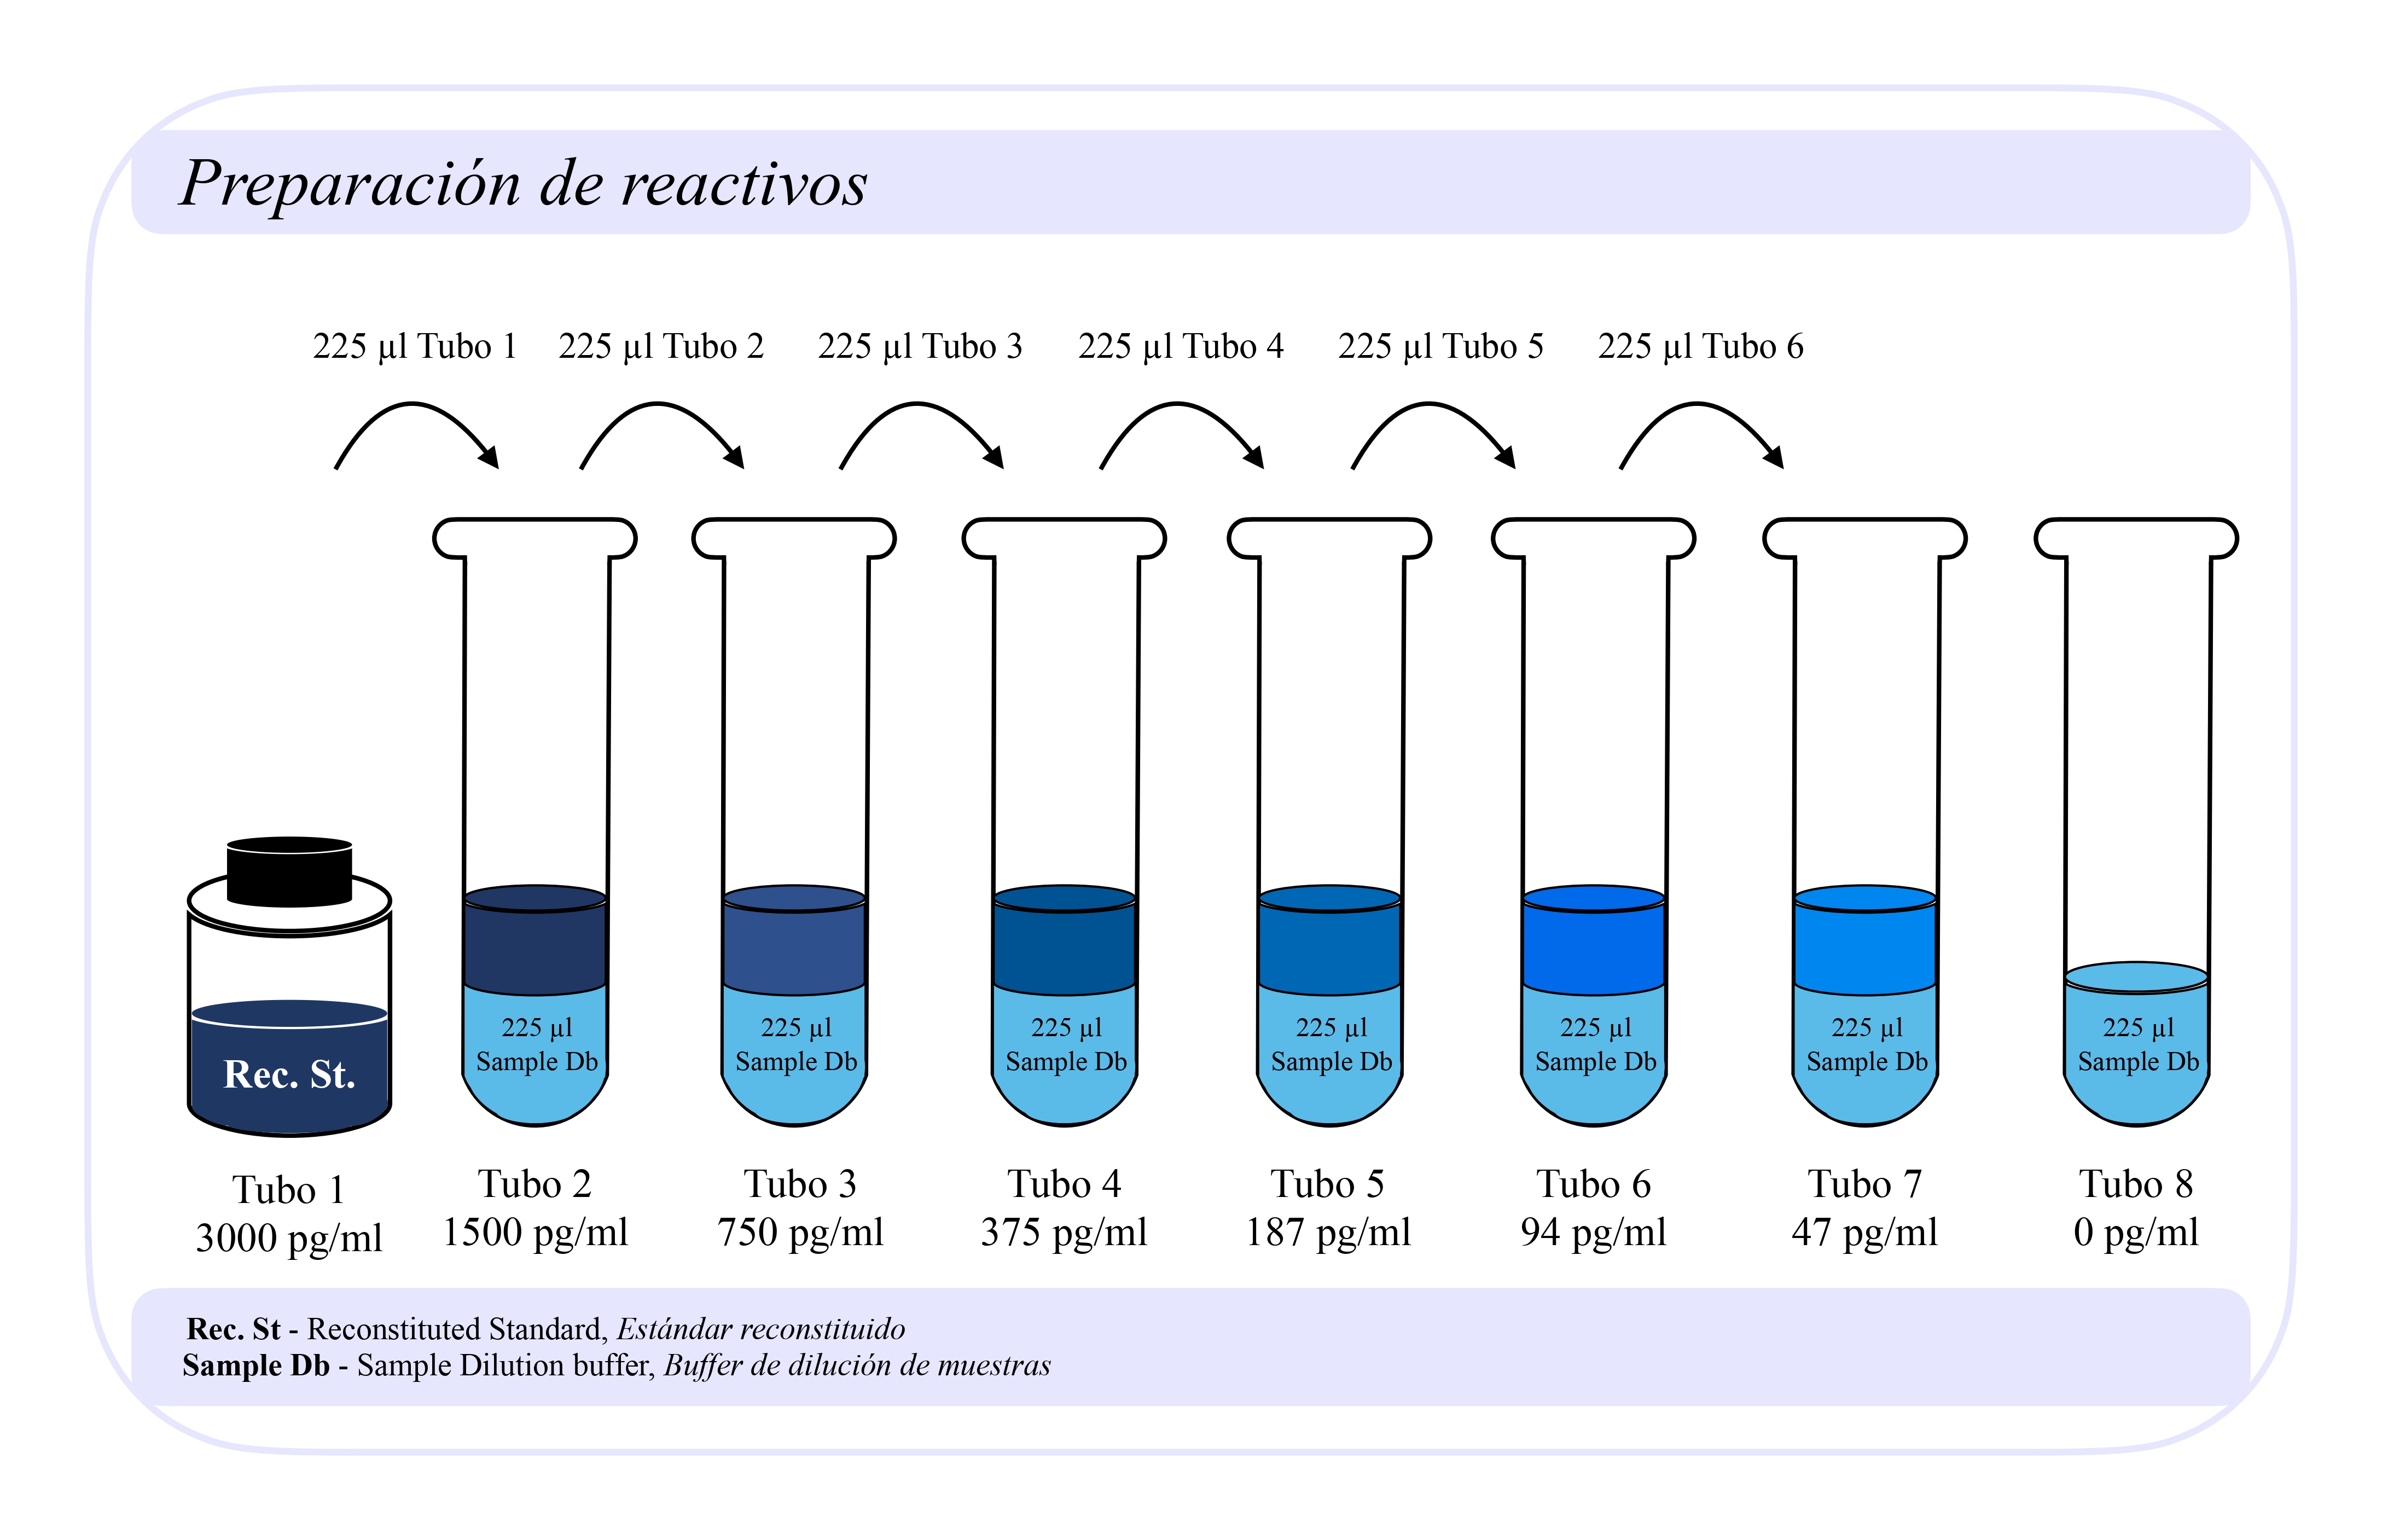 Preparación de reactivos
225 µl Tubo 1
225 µl Tubo 2
225 µl Tubo 3
225 µl Tubo 4
225 µl Tubo 5
225 µl Tubo 6
Rec. St.
225 µl
Sample Db
225 µl
Sample Db
225 µl
Sample Db
225 µl
Sample Db
225 µl
Sample Db
225 µl
Sample Db
225 µl
Sample Db
Tubo 1
3000 pg/ml
Tubo 2
1500 pg/ml
Tubo 3
750 pg/ml
Tubo 4
375 pg/ml
Tubo 5
187 pg/ml
Tubo 6
94 pg/ml
Tubo 7
47 pg/ml
Tubo 8
0 pg/ml
Rec. St - Reconstituted Standard, Estándar reconstituido
Sample Db - Sample Dilution buffer, Buffer de dilución de muestras